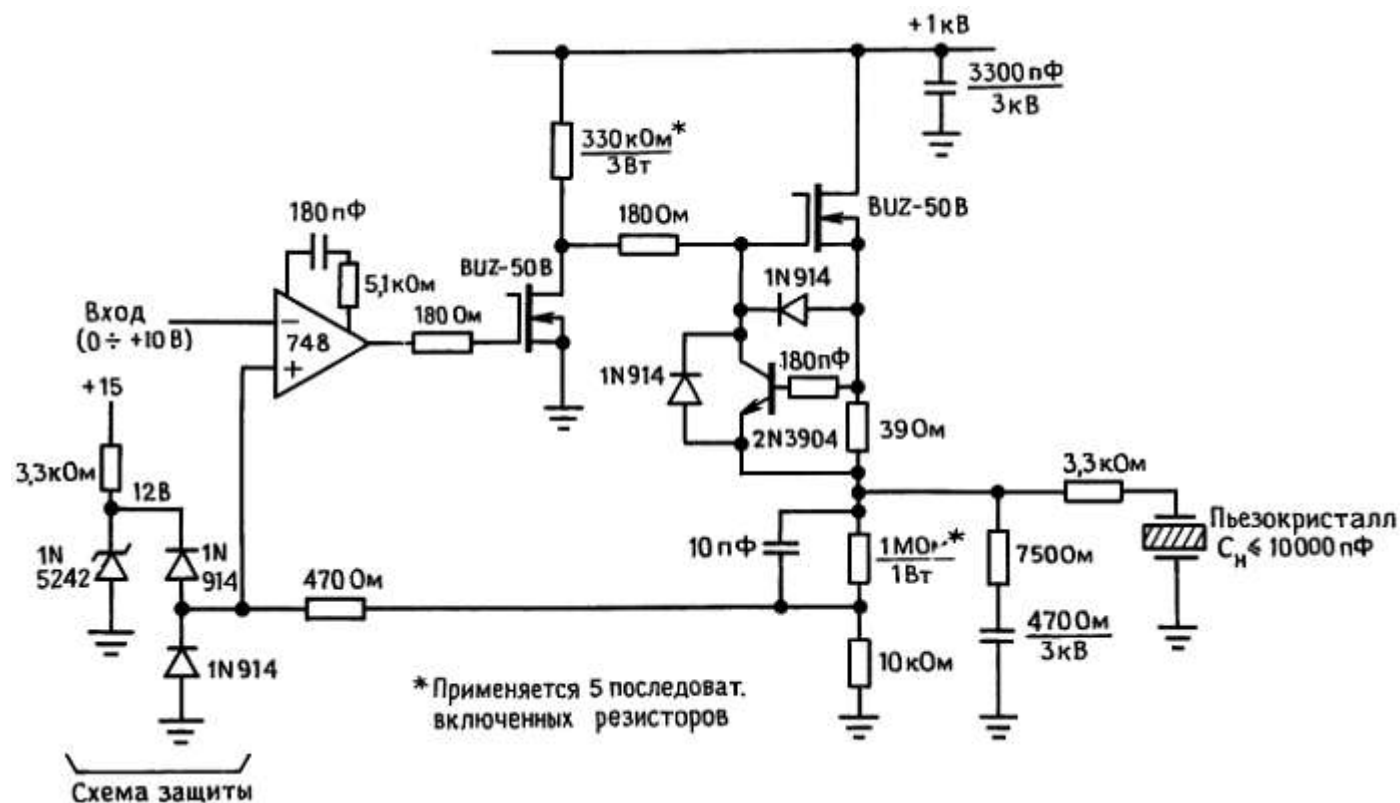 +1кВ
3300пФ
3кВ
330кОм*
3Вт
BUZ-50B
180пФ
180Ом
BUZ-50B
5,1кОм
1N914
Вход
(0÷ +10В)
−
748
+
180Ом
180пФ
1N914
+15
2N3904
39Ом
3,3кОм
3,3кОм
12В
Пьезокристалл
Cн ≤ 10000пФ
10пФ
1МОм*
1Вт
1N
5242
1N
914
750Ом
470Ом
470Ом
3кВ
1N914
10кОм
*Применяется 5 последоват.
включенных резисторов
Схема защиты